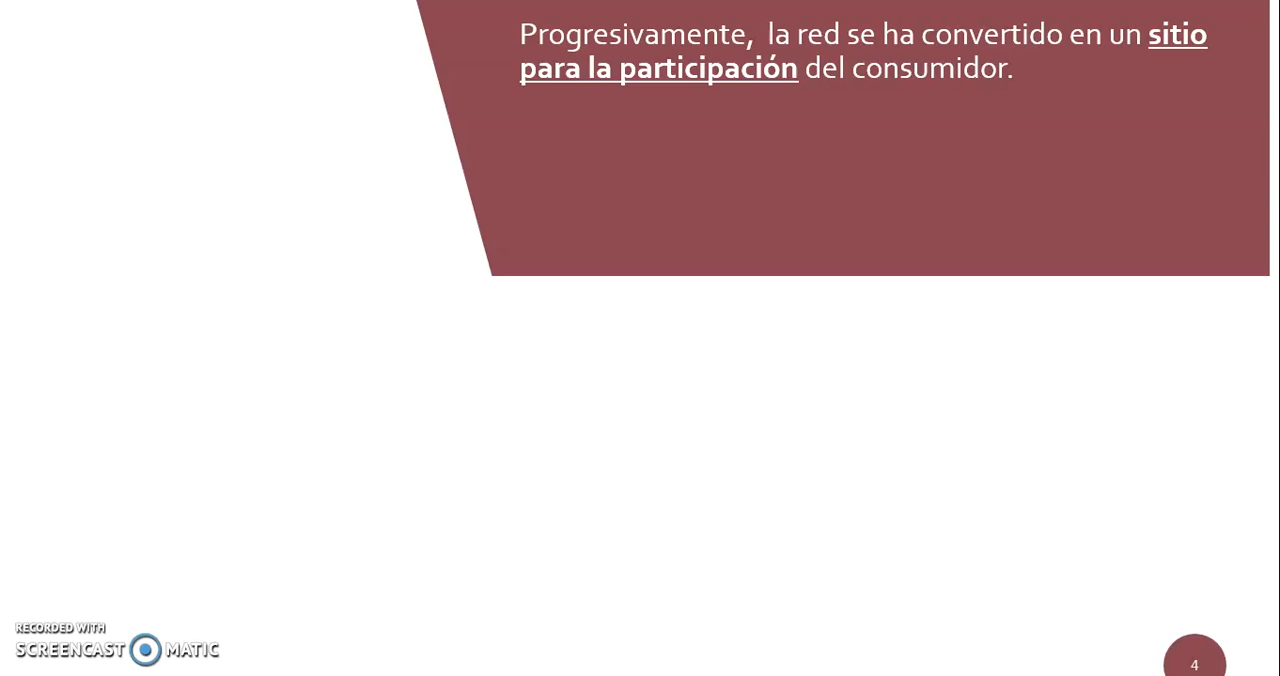 Progresivamente,  la red se ha convertido en un sitio
para la participación del consumidor.
RECORDED WITH
SCREENCAST MATIC
4